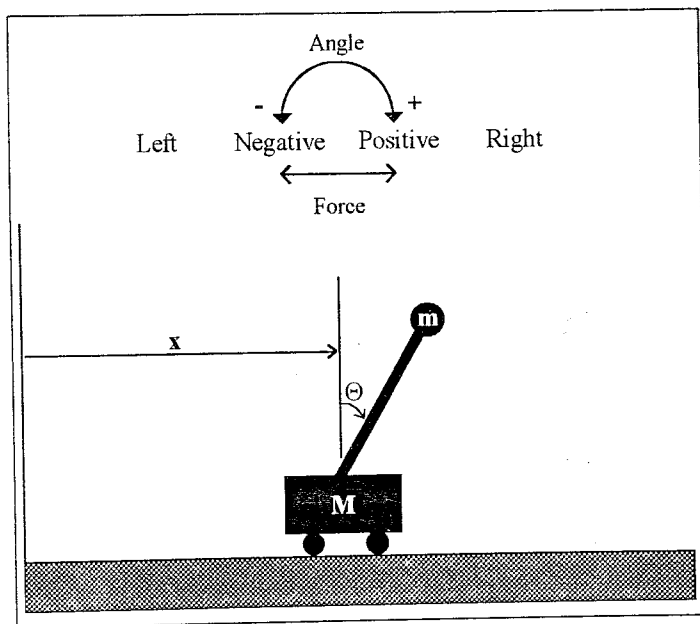 Angle
- +
Left Negative Positive Right
Force
m
x
Θ
M